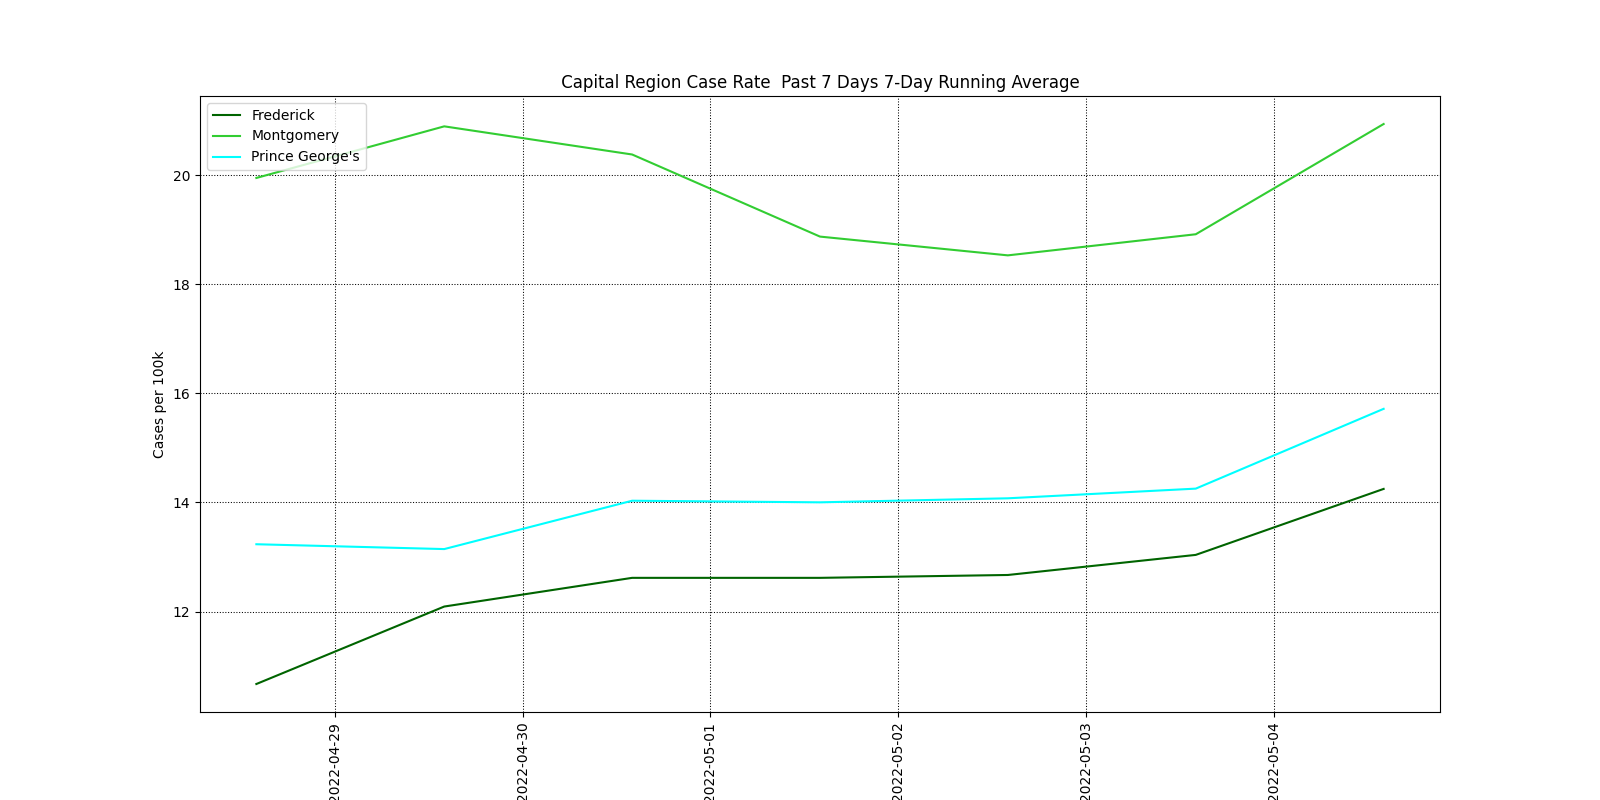 Capital Region Case Rate  Past 7 Days 7-Day Running Average
Frederick
Montgomery
Prince George's
Cases per 100k
20
18
16
14
12
2022-04-29
2022-04-30
2022-05-01
2022-05-02
2022-05-03
2022-05-04